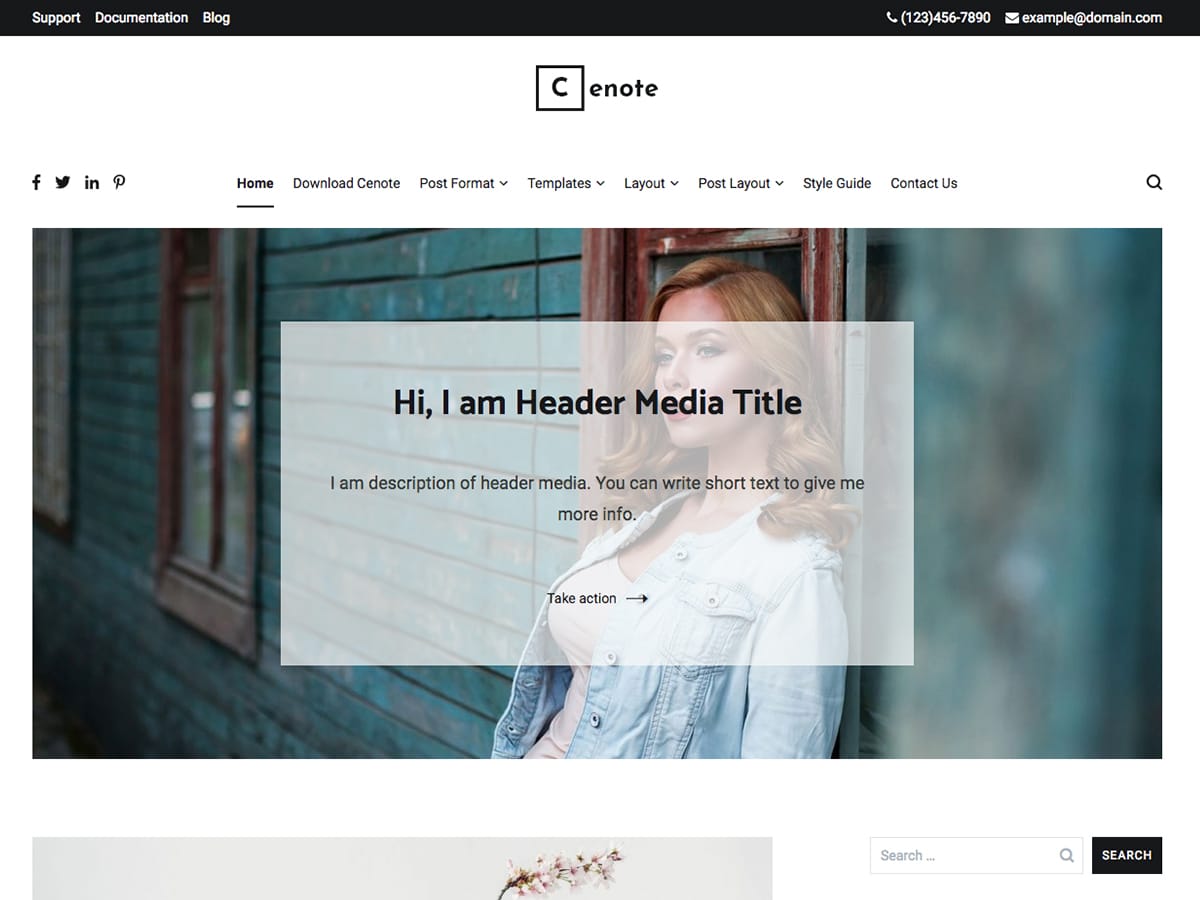 Support Documentation Blog (123)456-7890 example@domain.com
C enote
Home Download Cenote Post Format Templates Layout Post Layout Style Guide Contact Us
Hi, I am Header Media Title
I am description of header media. You can write short text to give me
more info.
Take action
Search ... SEARCH